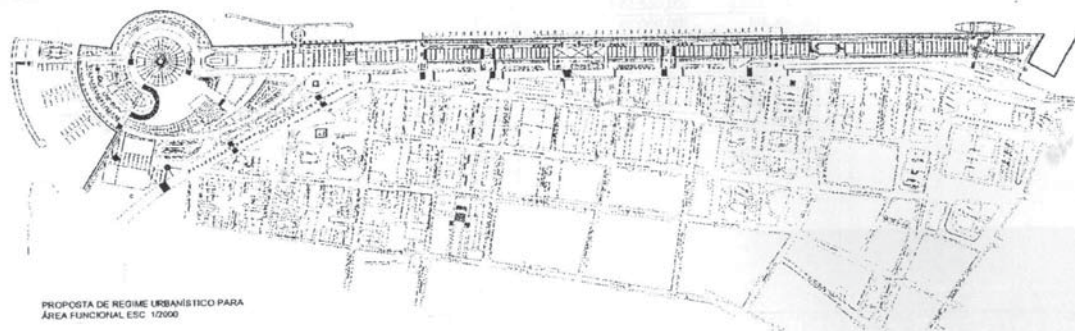 PROPOSTA DE REGIME URBANÍSTICO PARA
ÁREA FUNCIONAL ESC 1/2000